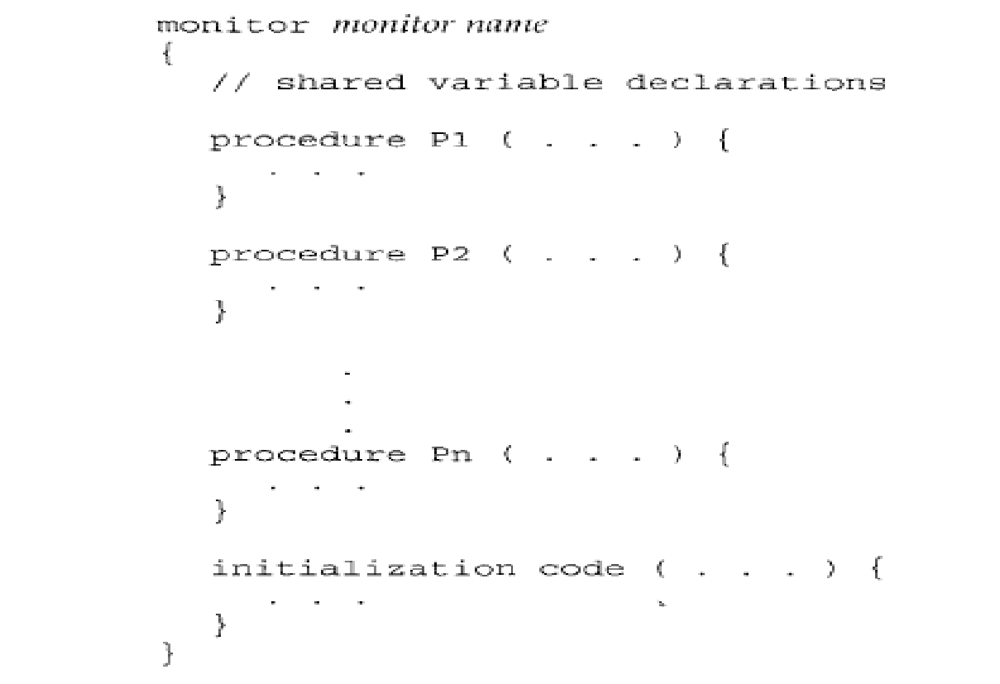 monitor monitor name
{
// shared variable declarations
procedure P1 ( . . . ) {
. . .
}
procedure P2 ( . . . ) {
. . .
}
.
.
.
procedure Pn ( . . . ) {
. . .
}
initialization code ( . . . ) {
. . .
}
}